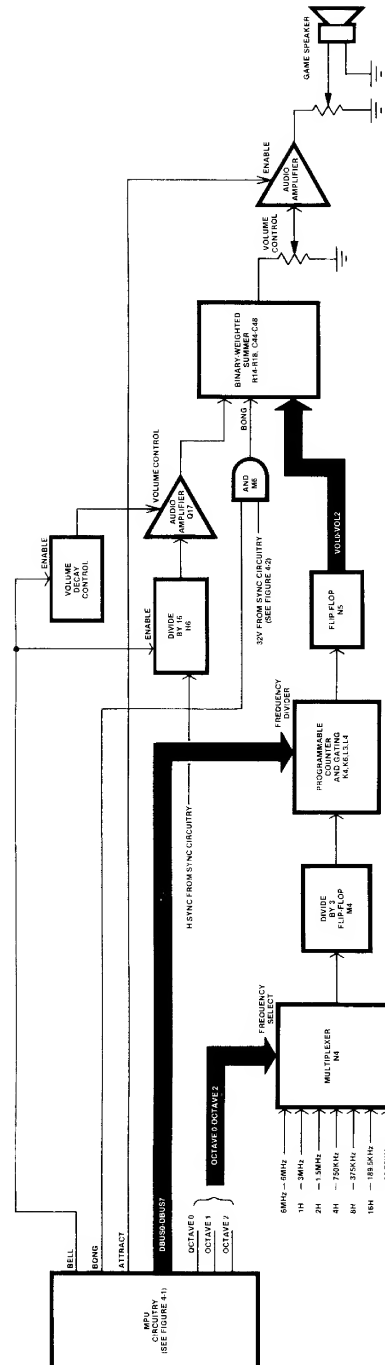 MPU
CIRCUITRY
(SEE FIGURE 4-1)
BELL
BONG
ATTRACT
DBUS0-DBUS7
OCTAVE 0
OCTAVE 1
OCTAVE 2
OCTAVE 0-OCTAVE 2
6MHz — 6MHz
1H — 3MHz
2H — 1.5MHz
4H — 750KHz
8H — 375KHz
16H — 189.5KHz
FREQUENCY
SELECT
MULTIPLEXER
N4
DIVIDE
BY 3
FLIP-FLOP
M4
FREQUENCY
DIVIDER
PROGRAMMABLE
COUNTER
AND GATING
K4,K6,L3,L4
FLIP-FLOP
N5
VOL0-VOL2
H SYNC FROM SYNC CIRCUITRY
ENABLE
VOLUME
DECAY
CONTROL
ENABLE
DIVIDE
BY 16
H6
VOLUME CONTROL
AUDIO
AMPLIFIER
Q17
32V FROM SYNC CIRCUITRY
(SEE FIGURE 4-2)
AND
M8
BONG
BINARY-WEIGHTED
SUMMER
R14-R18, C44-C48
VOLUME
CONTROL
ENABLE
AUDIO
AMPLIFIER
GAME SPEAKER